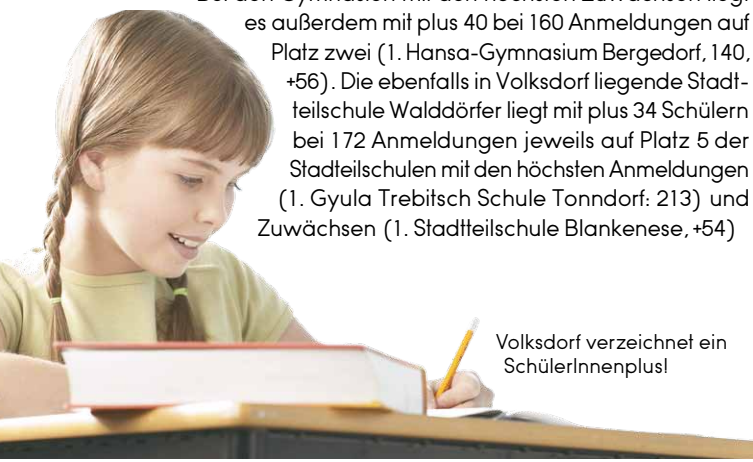 es außerdem mit plus 40 bei 160 Anmeldungen auf
Platz zwei (1. Hansa-Gymnasium Bergedorf, 140,
+56). Die ebenfalls in Volksdorf liegende Stadt-
teilschule Walddörfer liegt mit plus 34 Schülern
bei 172 Anmeldungen jeweils auf Platz 5 der
Stadteilschulen mit den höchsten Anmeldungen
(1. Gyula Trebitsch Schule Tonndorf: 213) und
Zuwächsen (1. Stadtteilschule Blankenese, +54)
Volksdorf verzeichnet ein
SchülerInnenplus!